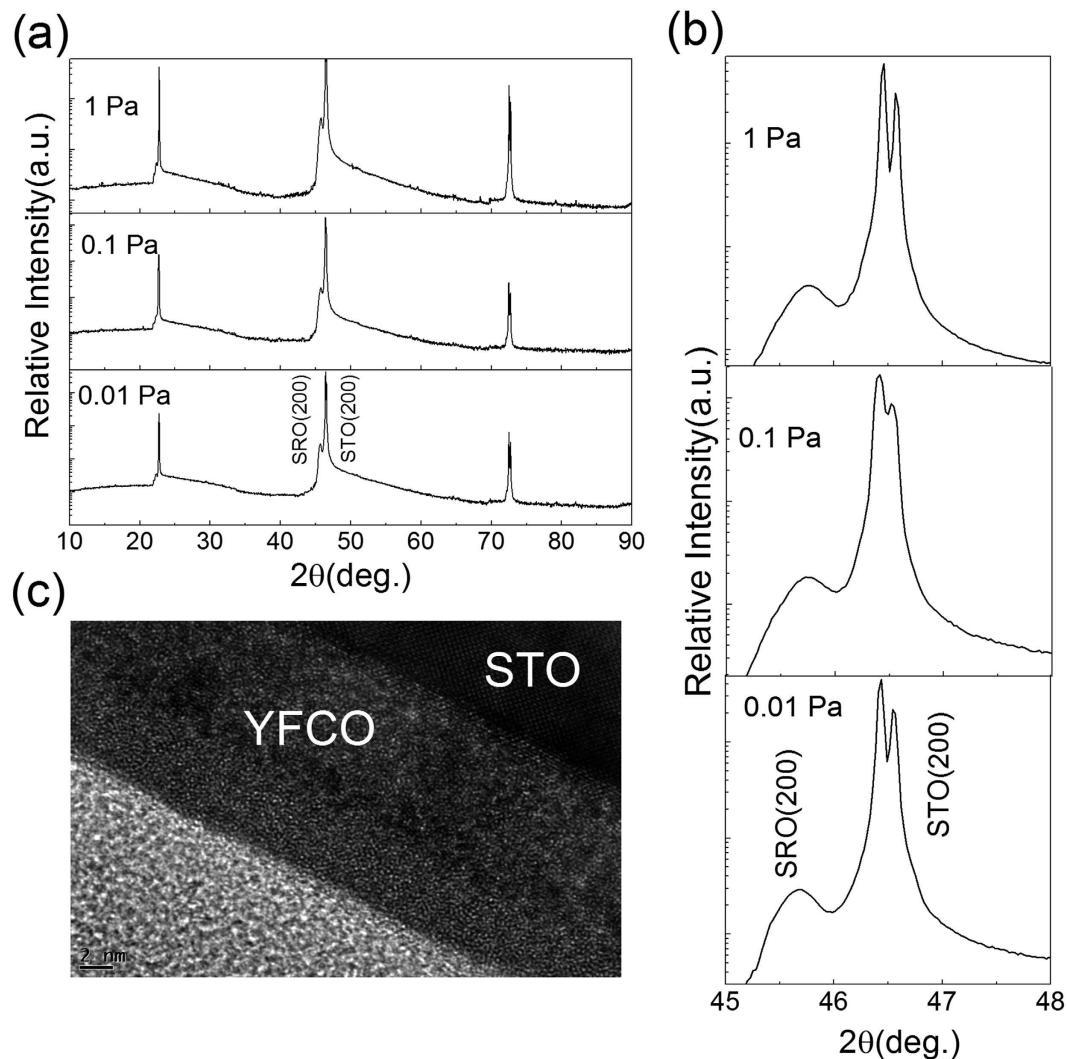 (a)
Relative Intensity(a.u.)
1 Pa
0.1 Pa
0.01 Pa
SRO(200)
STO(200)
10 20 30 40 50 60 70 80 90
2θ(deg.)
(b)
Relative Intensity(a.u.)
1 Pa
0.1 Pa
0.01 Pa
SRO(200)
STO(200)
45 46 47 48
2θ(deg.)
(c)
STO
YFCO
2 nm